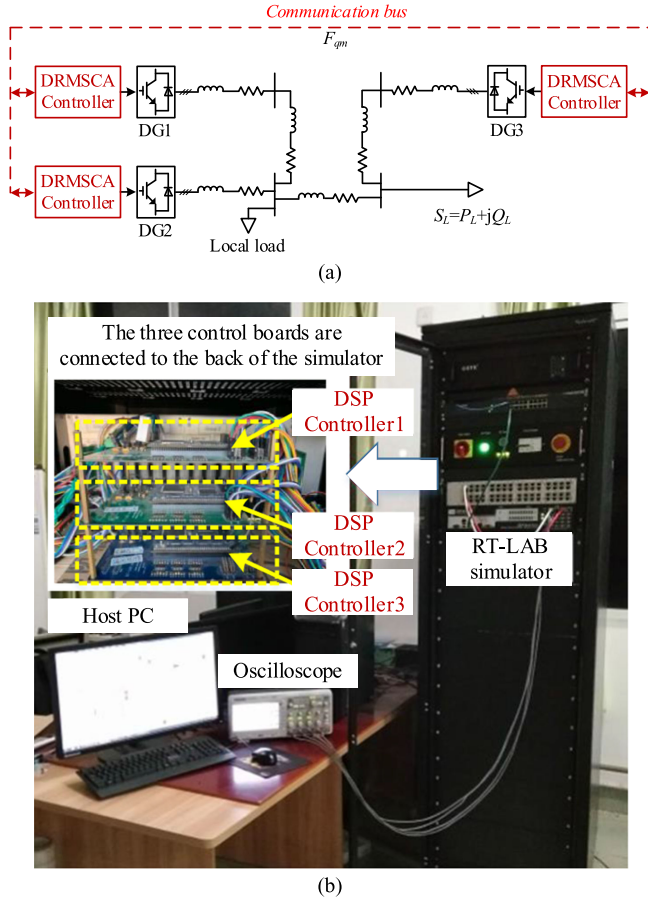 Communication bus
F_qm
DRMSCA
Controller
DG1
DG3
DRMSCA
Controller
DRMSCA
Controller
DG2
Local load
S_L=P_L+jQ_L
(a)
The three control boards are
connected to the back of the simulator
DSP
Controller1
DSP
Controller2
DSP
Controller3
RT-LAB
simulator
Host PC
Oscilloscope
(b)